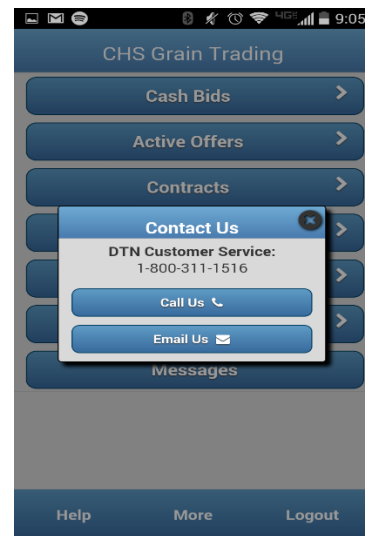 4G 9:05
CHS Grain Trading
Cash Bids
Active Offers
Contracts
Contact Us
DTN Customer Service:
1-800-311-1516
Call Us
Email Us
Messages
Help More Logout